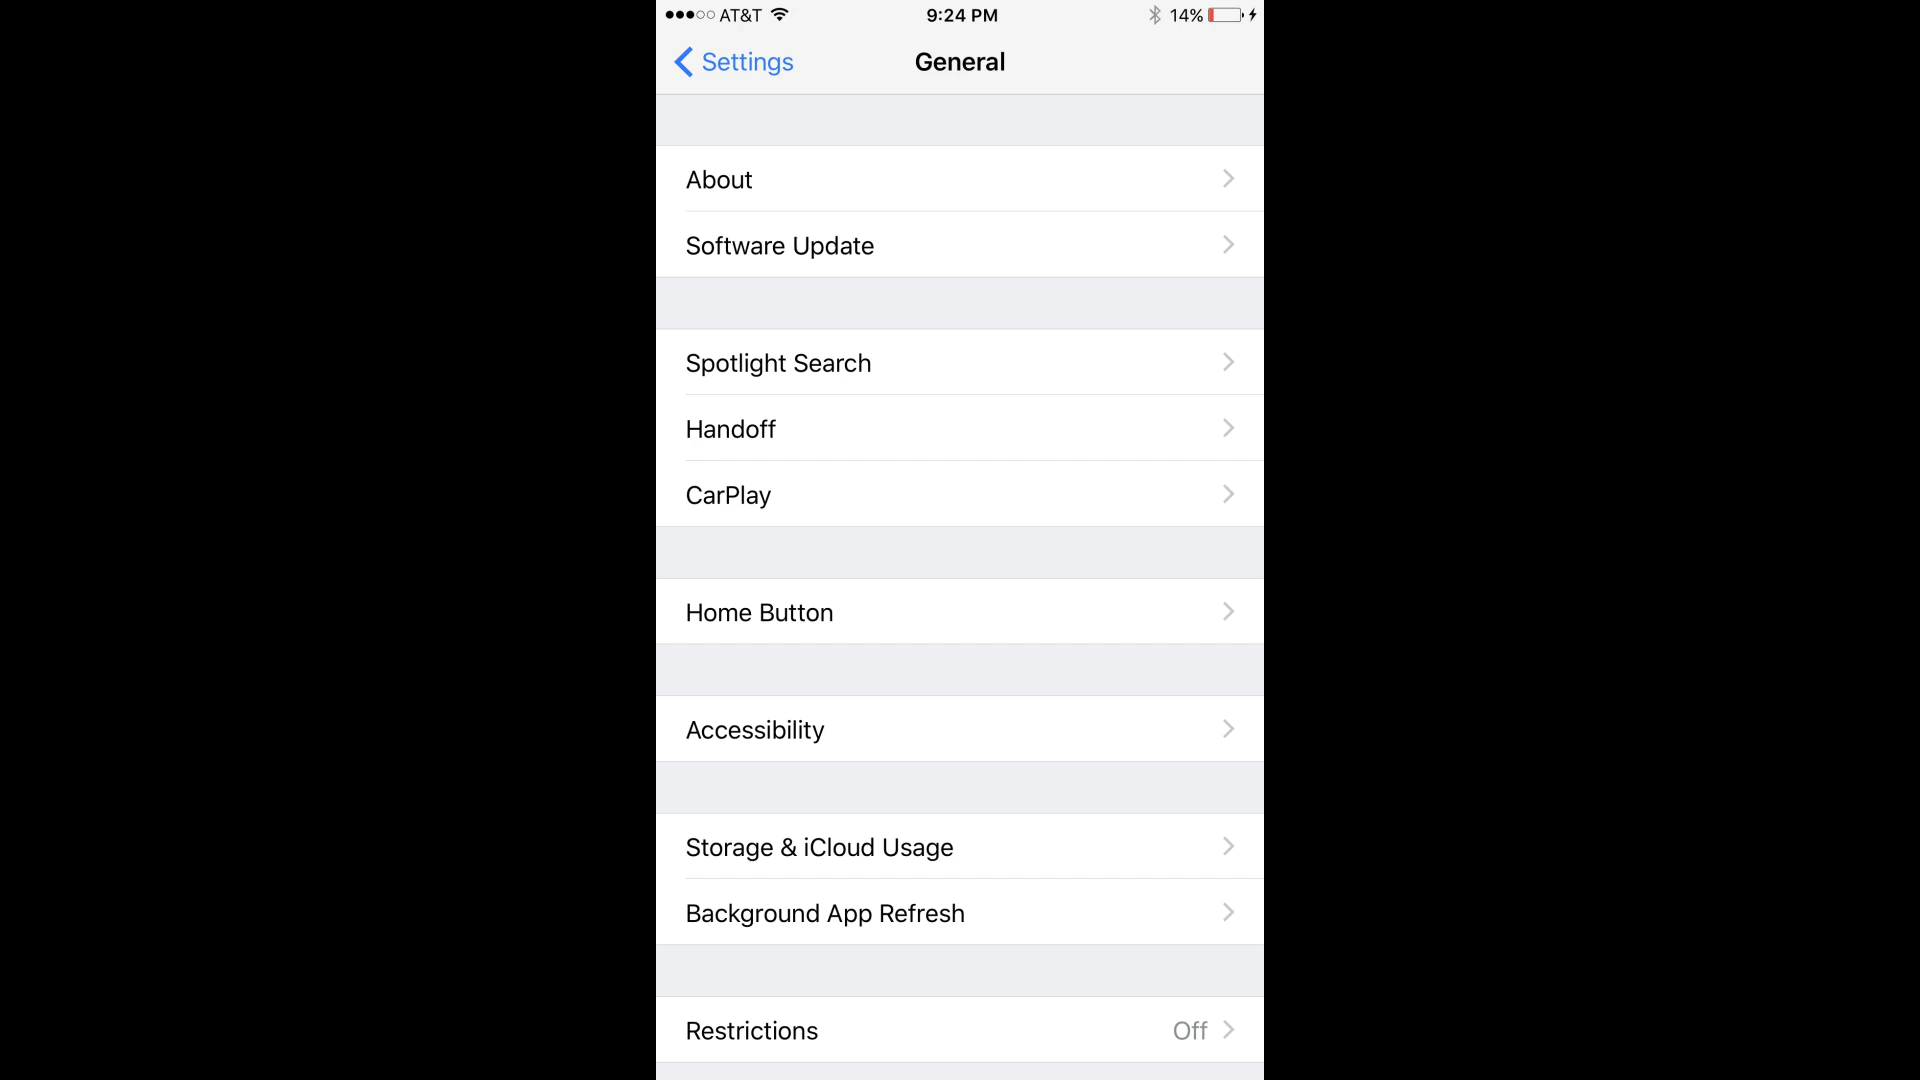 AT&T 9:24 PM 14%
Settings General
About
Software Update
Spotlight Search
Handoff
CarPlay
Home Button
Accessibility
Storage & iCloud Usage
Background App Refresh
Restrictions Off